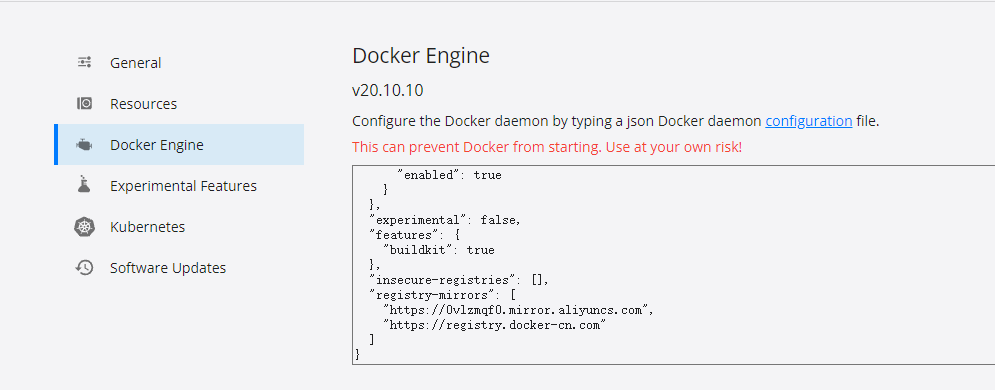 Docker Engine
v20.10.10
Configure the Docker daemon by typing a json Docker daemon configuration file.
This can prevent Docker from starting. Use at your own risk!
General
Resources
Docker Engine
Experimental Features
Kubernetes
Software Updates
"enabled": true
}
},
"experimental": false,
"features": {
"buildkit": true
},
"insecure-registries": [],
"registry-mirrors": [
"https://0vlzmqf0.mirror.aliyuncs.com",
"https://registry.docker-cn.com"
]
}